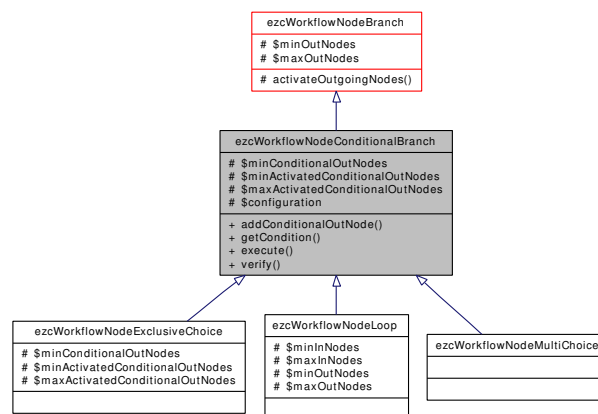 ezcWorkflowNodeBranch
# $minOutNodes
# $maxOutNodes
# activateOutgoingNodes()
ezcWorkflowNodeConditionalBranch
# $minConditionalOutNodes
# $minActivatedConditionalOutNodes
# $maxActivatedConditionalOutNodes
# $configuration
+ addConditionalOutNode()
+ getCondition()
+ execute()
+ verify()
ezcWorkflowNodeExclusiveChoice
# $minConditionalOutNodes
# $minActivatedConditionalOutNodes
# $maxActivatedConditionalOutNodes
ezcWorkflowNodeLoop
# $minInNodes
# $maxInNodes
# $minOutNodes
# $maxOutNodes
ezcWorkflowNodeMultiChoice